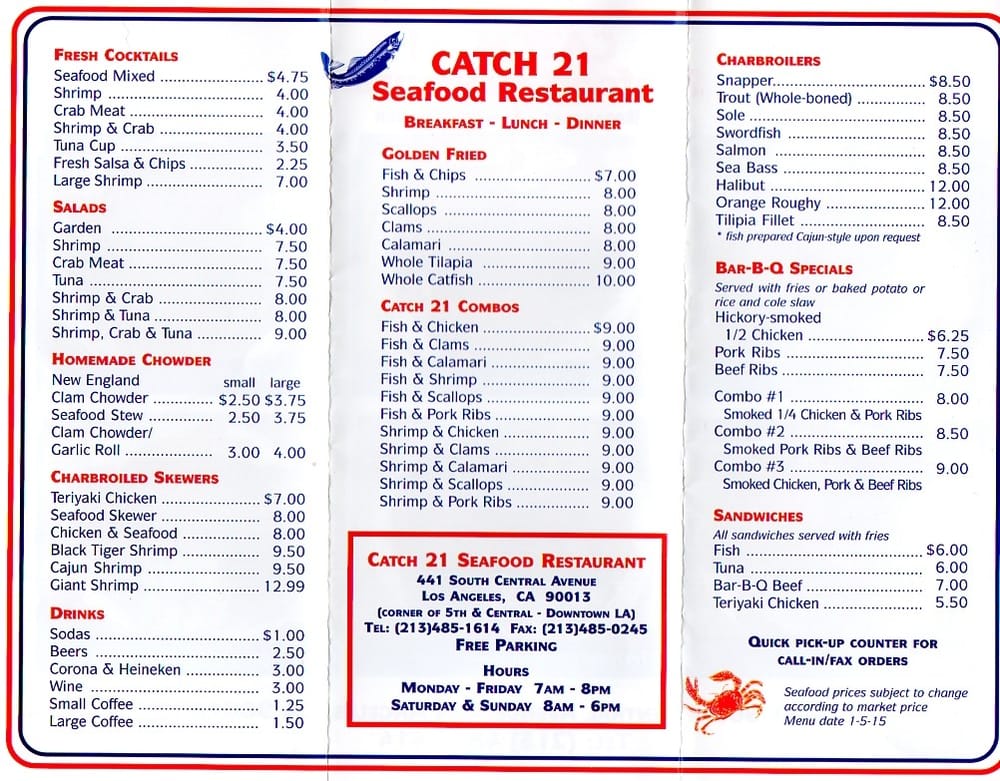 FRESH COCKTAILS
Seafood Mixed ........................ $4.75
Shrimp .................................... 4.00
Crab Meat ............................... 4.00
Shrimp & Crab ......................... 4.00
Tuna Cup ................................ 3.50
Fresh Salsa & Chips ................. 2.25
Large Shrimp ........................... 7.00
SALADS
Garden .................................. $4.00
Shrimp .................................... 7.50
Crab Meat ............................... 7.50
Tuna ........................................ 7.50
Shrimp & Crab ........................ 8.00
Shrimp & Tuna ........................ 8.00
Shrimp, Crab & Tuna ............... 9.00
HOMEMADE CHOWDER
New England small large
Clam Chowder .............. $2.50 $3.75
Seafood Stew ............... 2.50 3.75
Clam Chowder/
Garlic Roll ..................... 3.00 4.00
CHARBROILED SKEWERS
Teriyaki Chicken ........................ $7.00
Seafood Skewer ........................ 8.00
Chicken & Seafood ................... 8.00
Black Tiger Shrimp ................... 9.50
Cajun Shrimp ........................... 9.50
Giant Shrimp ........................... 12.99
DRINKS
Sodas ...................................... $1.00
Beers ....................................... 2.50
Corona & Heineken .................. 3.00
Wine ....................................... 3.00
Small Coffee ............................ 1.25
Large Coffee ............................ 1.50
CATCH 21
Seafood Restaurant
BREAKFAST - LUNCH - DINNER
GOLDEN FRIED
Fish & Chips ............................ $7.00
Shrimp ..................................... 8.00
Scallops ................................... 8.00
Clams ...................................... 8.00
Calamari .................................. 8.00
Whole Tilapia .......................... 9.00
Whole Catfish ........................... 10.00
CATCH 21 COMBOS
Fish & Chicken .......................... $9.00
Fish & Clams ............................ 9.00
Fish & Calamari ........................ 9.00
Fish & Shrimp .......................... 9.00
Fish & Scallops ......................... 9.00
Fish & Pork Ribs ....................... 9.00
Shrimp & Chicken ..................... 9.00
Shrimp & Clams ........................ 9.00
Shrimp & Calamari ................... 9.00
Shrimp & Scallops ..................... 9.00
Shrimp & Pork Ribs ................... 9.00
CATCH 21 SEAFOOD RESTAURANT
441 SOUTH CENTRAL AVENUE
LOS ANGELES, CA 90013
(CORNER OF 5TH & CENTRAL - DOWNTOWN LA)
TEL: (213)485-1614 FAX: (213)485-0245
FREE PARKING
HOURS
MONDAY - FRIDAY 7AM - 8PM
SATURDAY & SUNDAY 8AM - 6PM
CHARBROILERS
Snapper.................................... $8.50
Trout (Whole-boned) ................ 8.50
Sole ......................................... 8.50
Swordfish ................................ 8.50
Salmon .................................... 8.50
Sea Bass .................................. 8.50
Halibut ..................................... 12.00
Orange Roughy ........................ 12.00
Tilipia Fillet .............................. 8.50
* fish prepared Cajun-style upon request
BAR-B-Q SPECIALS
Served with fries or baked potato or
rice and cole slaw
Hickory-smoked
1/2 Chicken ........................... $6.25
Pork Ribs ................................. 7.50
Beef Ribs .................................. 7.50
Combo #1 ................................ 8.00
Smoked 1/4 Chicken & Pork Ribs
Combo #2 ................................ 8.50
Smoked Pork Ribs & Beef Ribs
Combo #3 ................................ 9.00
Smoked Chicken, Pork & Beef Ribs
SANDWICHES
All sandwiches served with fries
Fish .......................................... $6.00
Tuna ........................................ 6.00
Bar-B-Q Beef ............................ 7.00
Teriyaki Chicken ........................ 5.50
QUICK PICK-UP COUNTER FOR
CALL-IN/FAX ORDERS
Seafood prices subject to change
according to market price
Menu date 1-5-15